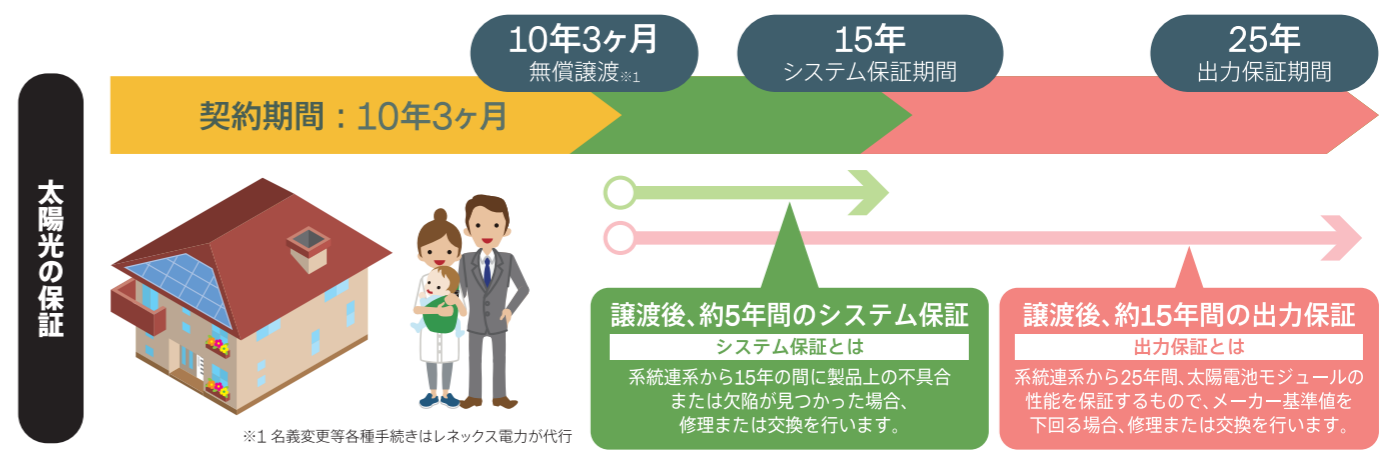 太陽光の保証
10年3ヶ月
無償譲渡※1
15年
システム保証期間
25年
出力保証期間
契約期間：10年3ヶ月
譲渡後、約5年間のシステム保証
システム保証とは
系統連系から15年の間に製品上の不具合
または欠陥が見つかった場合、
修理または交換を行います。
譲渡後、約15年間の出力保証
出力保証とは
系統連系から25年間、太陽電池モジュールの
性能を保証するもので、メーカー基準値を
下回る場合、修理または交換を行います。
※1 名義変更等各種手続きはレネックス電力が代行